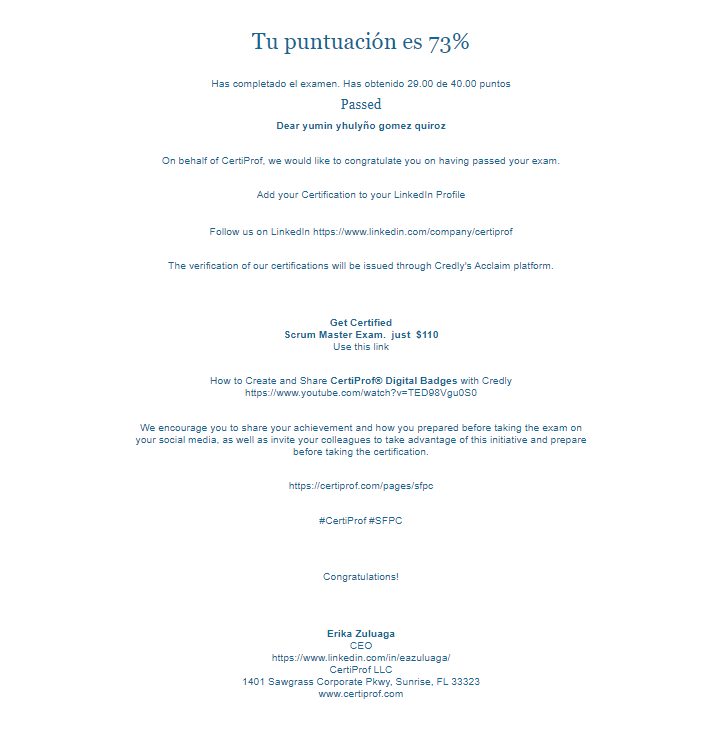 Tu puntuación es 73%
Has completado el examen. Has obtenido 29.00 de 40.00 puntos
Passed
Dear yumin yhulyño gomez quiroz
On behalf of CertiProf, we would like to congratulate you on having passed your exam.
Add your Certification to your LinkedIn Profile
Follow us on LinkedIn https://www.linkedin.com/company/certiprof
The verification of our certifications will be issued through Credly's Acclaim platform.
Get Certified
Scrum Master Exam. just $110
Use this link
How to Create and Share CertiProf® Digital Badges with Credly
https://www.youtube.com/watch?v=TED98Vgu0S0
We encourage you to share your achievement and how you prepared before taking the exam on
your social media, as well as invite your colleagues to take advantage of this initiative and prepare
before taking the certification.
https://certiprof.com/pages/sfpc
#CertiProf #SFPC
Congratulations!
Erika Zuluaga
CEO
https://www.linkedin.com/in/eazuluaga/
CertiProf LLC
1401 Sawgrass Corporate Pkwy, Sunrise, FL 33323
www.certiprof.com